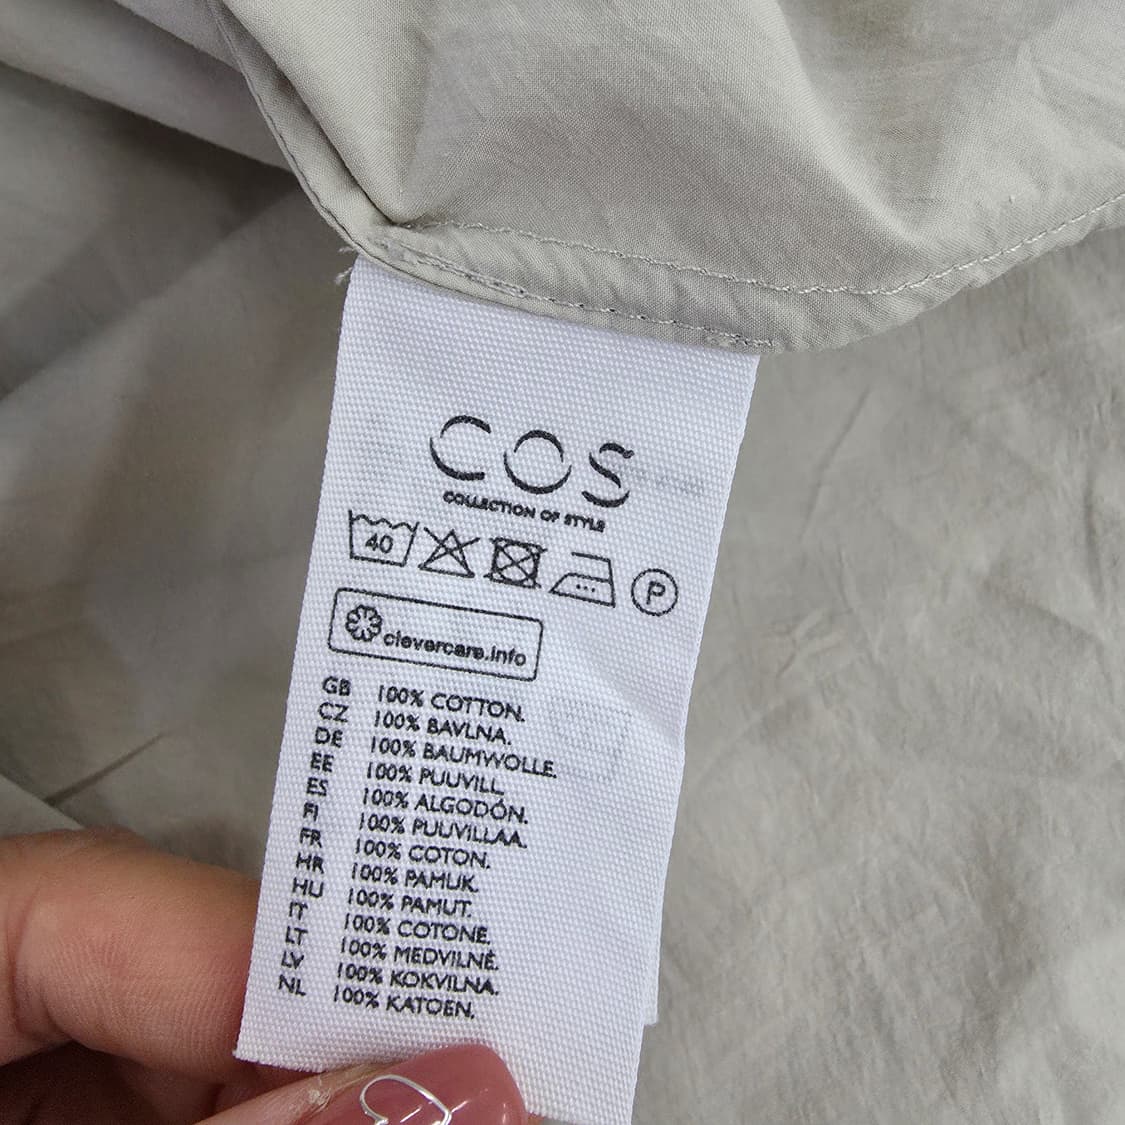 COS
COLLECTION OF STYLE
40 P
clevercare.info
GB 100% COTTON.
CZ 100% BAVLNA.
DE 100% BAUMWOLLE.
EE 100% PUUVILL.
ES 100% ALGODÓN.
FI 100% PUUVILLAA.
FR 100% COTON.
HR 100% PAMUK.
HU 100% PAMUT.
IT 100% COTONE.
LT 100% MEDVILNĖ.
LV 100% KOKVILNA.
NL 100% KATOEN.